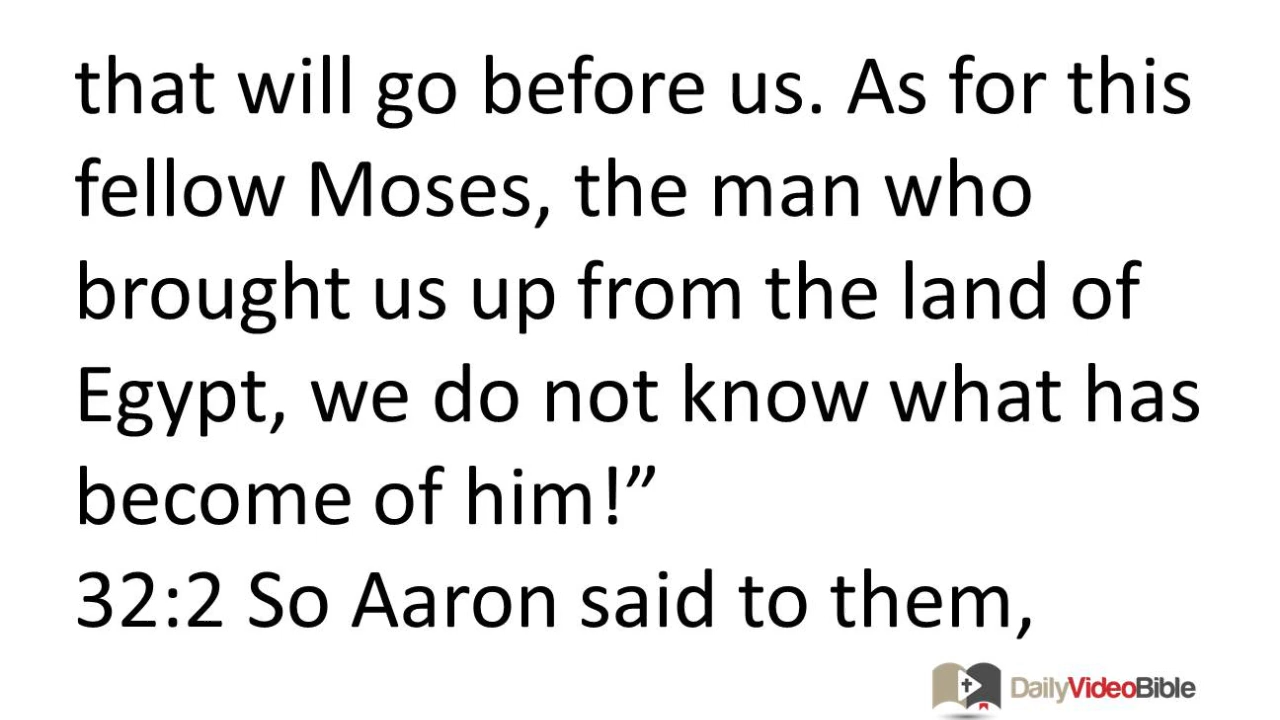 that will go before us. As for this
fellow Moses, the man who
brought us up from the land of
Egypt, we do not know what has
become of him!”
32:2 So Aaron said to them,
DailyVideoBible